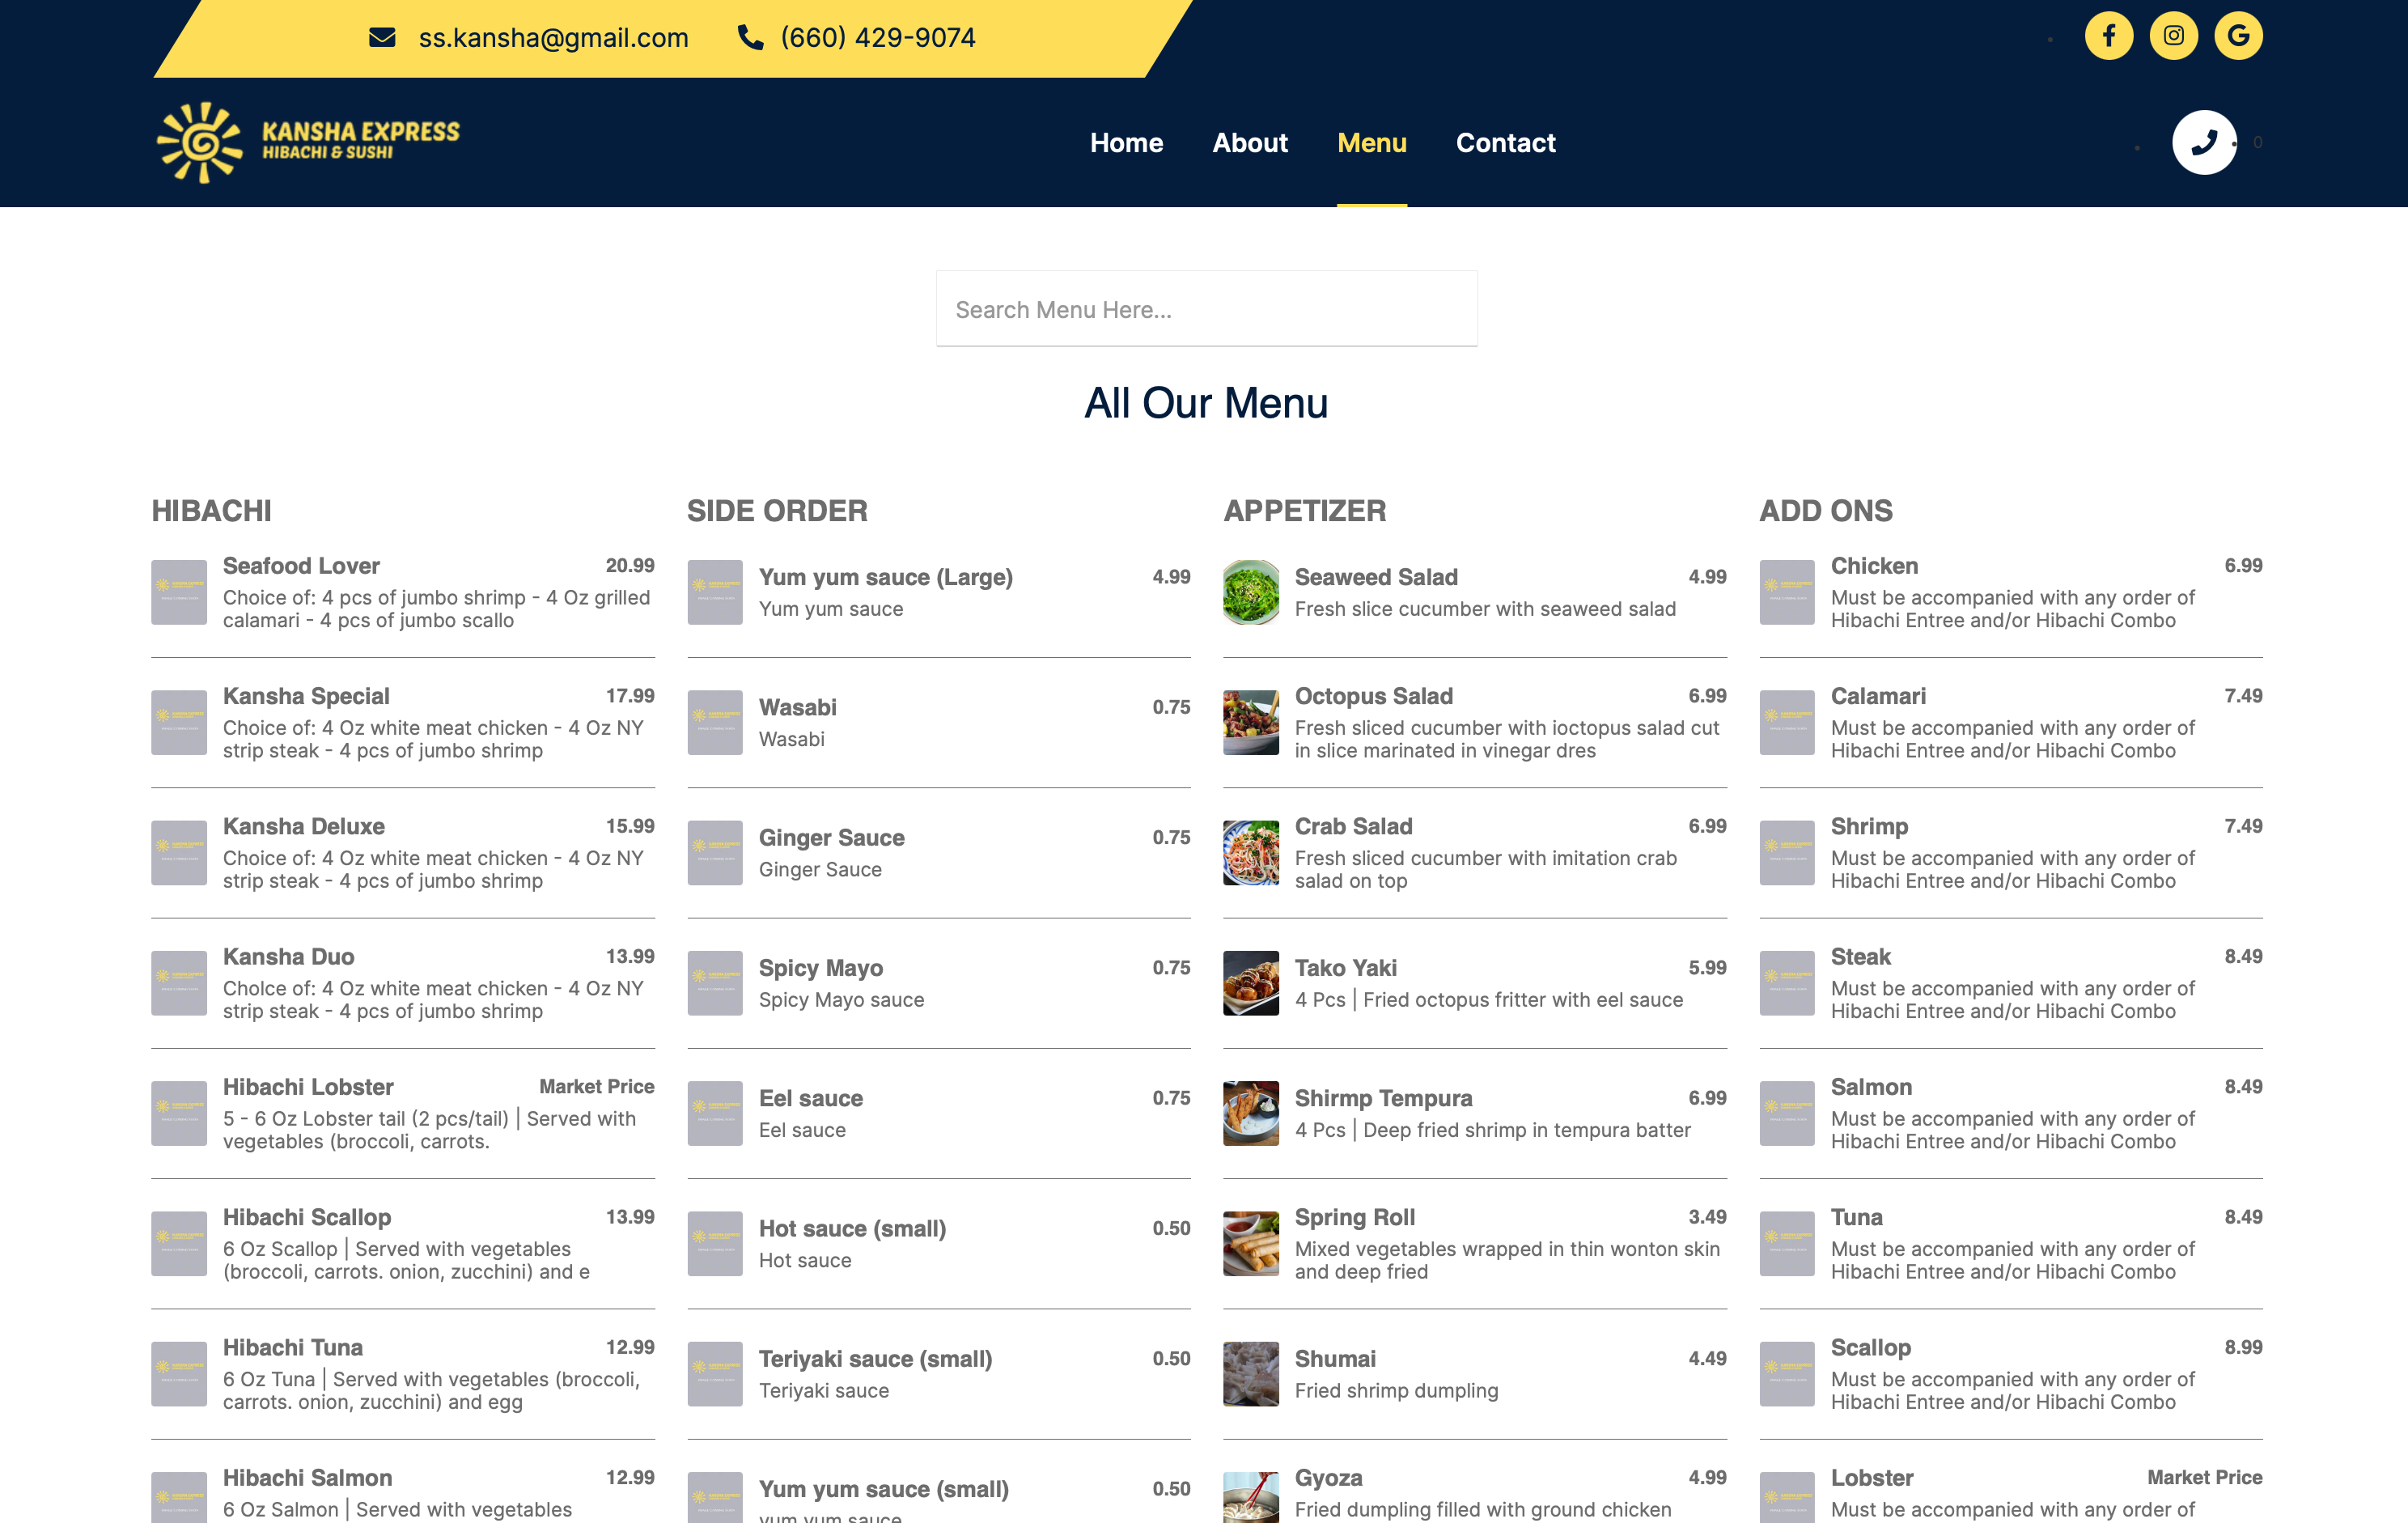 ss.kansha@gmail.com
(660) 429-9074
KANSHA EXPRESS
HIBACHI & SUSHI
Home
About
Menu
Contact
0
Search Menu Here...
All Our Menu
HIBACHI
Seafood Lover 20.99
Choice of: 4 pcs of jumbo shrimp - 4 Oz grilled
calamari - 4 pcs of jumbo scallo
Kansha Special 17.99
Choice of: 4 Oz white meat chicken - 4 Oz NY
strip steak - 4 pcs of jumbo shrimp
Kansha Deluxe 15.99
Choice of: 4 Oz white meat chicken - 4 Oz NY
strip steak - 4 pcs of jumbo shrimp
Kansha Duo 13.99
Cholce of: 4 Oz white meat chicken - 4 Oz NY
strip steak - 4 pcs of jumbo shrimp
Hibachi Lobster Market Price
5 - 6 Oz Lobster tail (2 pcs/tail) | Served with
vegetables (broccoli, carrots.
Hibachi Scallop 13.99
6 Oz Scallop | Served with vegetables
(broccoli, carrots. onion, zucchini) and e
Hibachi Tuna 12.99
6 Oz Tuna | Served with vegetables (broccoli,
carrots. onion, zucchini) and egg
Hibachi Salmon 12.99
6 Oz Salmon | Served with vegetables
SIDE ORDER
Yum yum sauce (Large) 4.99
Yum yum sauce
Wasabi 0.75
Wasabi
Ginger Sauce 0.75
Ginger Sauce
Spicy Mayo 0.75
Spicy Mayo sauce
Eel sauce 0.75
Eel sauce
Hot sauce (small) 0.50
Hot sauce
Teriyaki sauce (small) 0.50
Teriyaki sauce
Yum yum sauce (small) 0.50
yum yum sauce
APPETIZER
Seaweed Salad 4.99
Fresh slice cucumber with seaweed salad
Octopus Salad 6.99
Fresh sliced cucumber with ioctopus salad cut
in slice marinated in vinegar dres
Crab Salad 6.99
Fresh sliced cucumber with imitation crab
salad on top
Tako Yaki 5.99
4 Pcs | Fried octopus fritter with eel sauce
Shirmp Tempura 6.99
4 Pcs | Deep fried shrimp in tempura batter
Spring Roll 3.49
Mixed vegetables wrapped in thin wonton skin
and deep fried
Shumai 4.49
Fried shrimp dumpling
Gyoza 4.99
Fried dumpling filled with ground chicken
ADD ONS
Chicken 6.99
Must be accompanied with any order of
Hibachi Entree and/or Hibachi Combo
Calamari 7.49
Must be accompanied with any order of
Hibachi Entree and/or Hibachi Combo
Shrimp 7.49
Must be accompanied with any order of
Hibachi Entree and/or Hibachi Combo
Steak 8.49
Must be accompanied with any order of
Hibachi Entree and/or Hibachi Combo
Salmon 8.49
Must be accompanied with any order of
Hibachi Entree and/or Hibachi Combo
Tuna 8.49
Must be accompanied with any order of
Hibachi Entree and/or Hibachi Combo
Scallop 8.99
Must be accompanied with any order of
Hibachi Entree and/or Hibachi Combo
Lobster Market Price
Must be accompanied with any order of